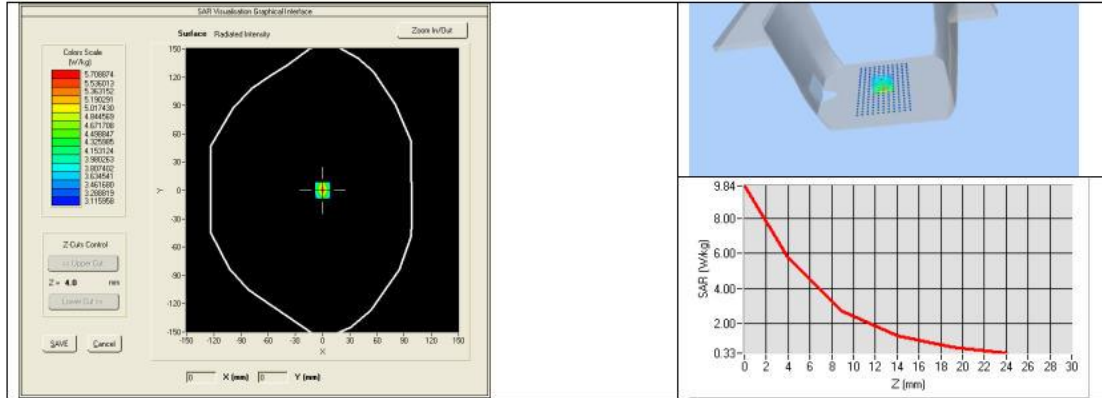 SAR Visualisation Graphical Interface
Surface Radiated Intensity
Zoom In/Out
Colors Scale
(W/kg)
5.708874
5.536013
5.363152
5.190291
5.017430
4.844569
4.671708
4.498847
4.325985
4.153124
3.980263
3.807402
3.634541
3.461680
3.288819
3.115958
Z-Cuts Control
<< Upper Cut
Z = 4.0 mm
Lower Cut >>
SAVE Cancel
150
120
90
60
30
0
-30
-60
-90
-120
-150
Y
-150 -120 -90 -60 -30 0 30 60 90 120 150
X
0 X (mm) 0 Y (mm)
9.84
8.00
6.00
4.00
2.00
0.33
SAR (W/kg)
0 2 4 6 8 10 12 14 16 18 20 22 24 26 28 30
Z (mm)